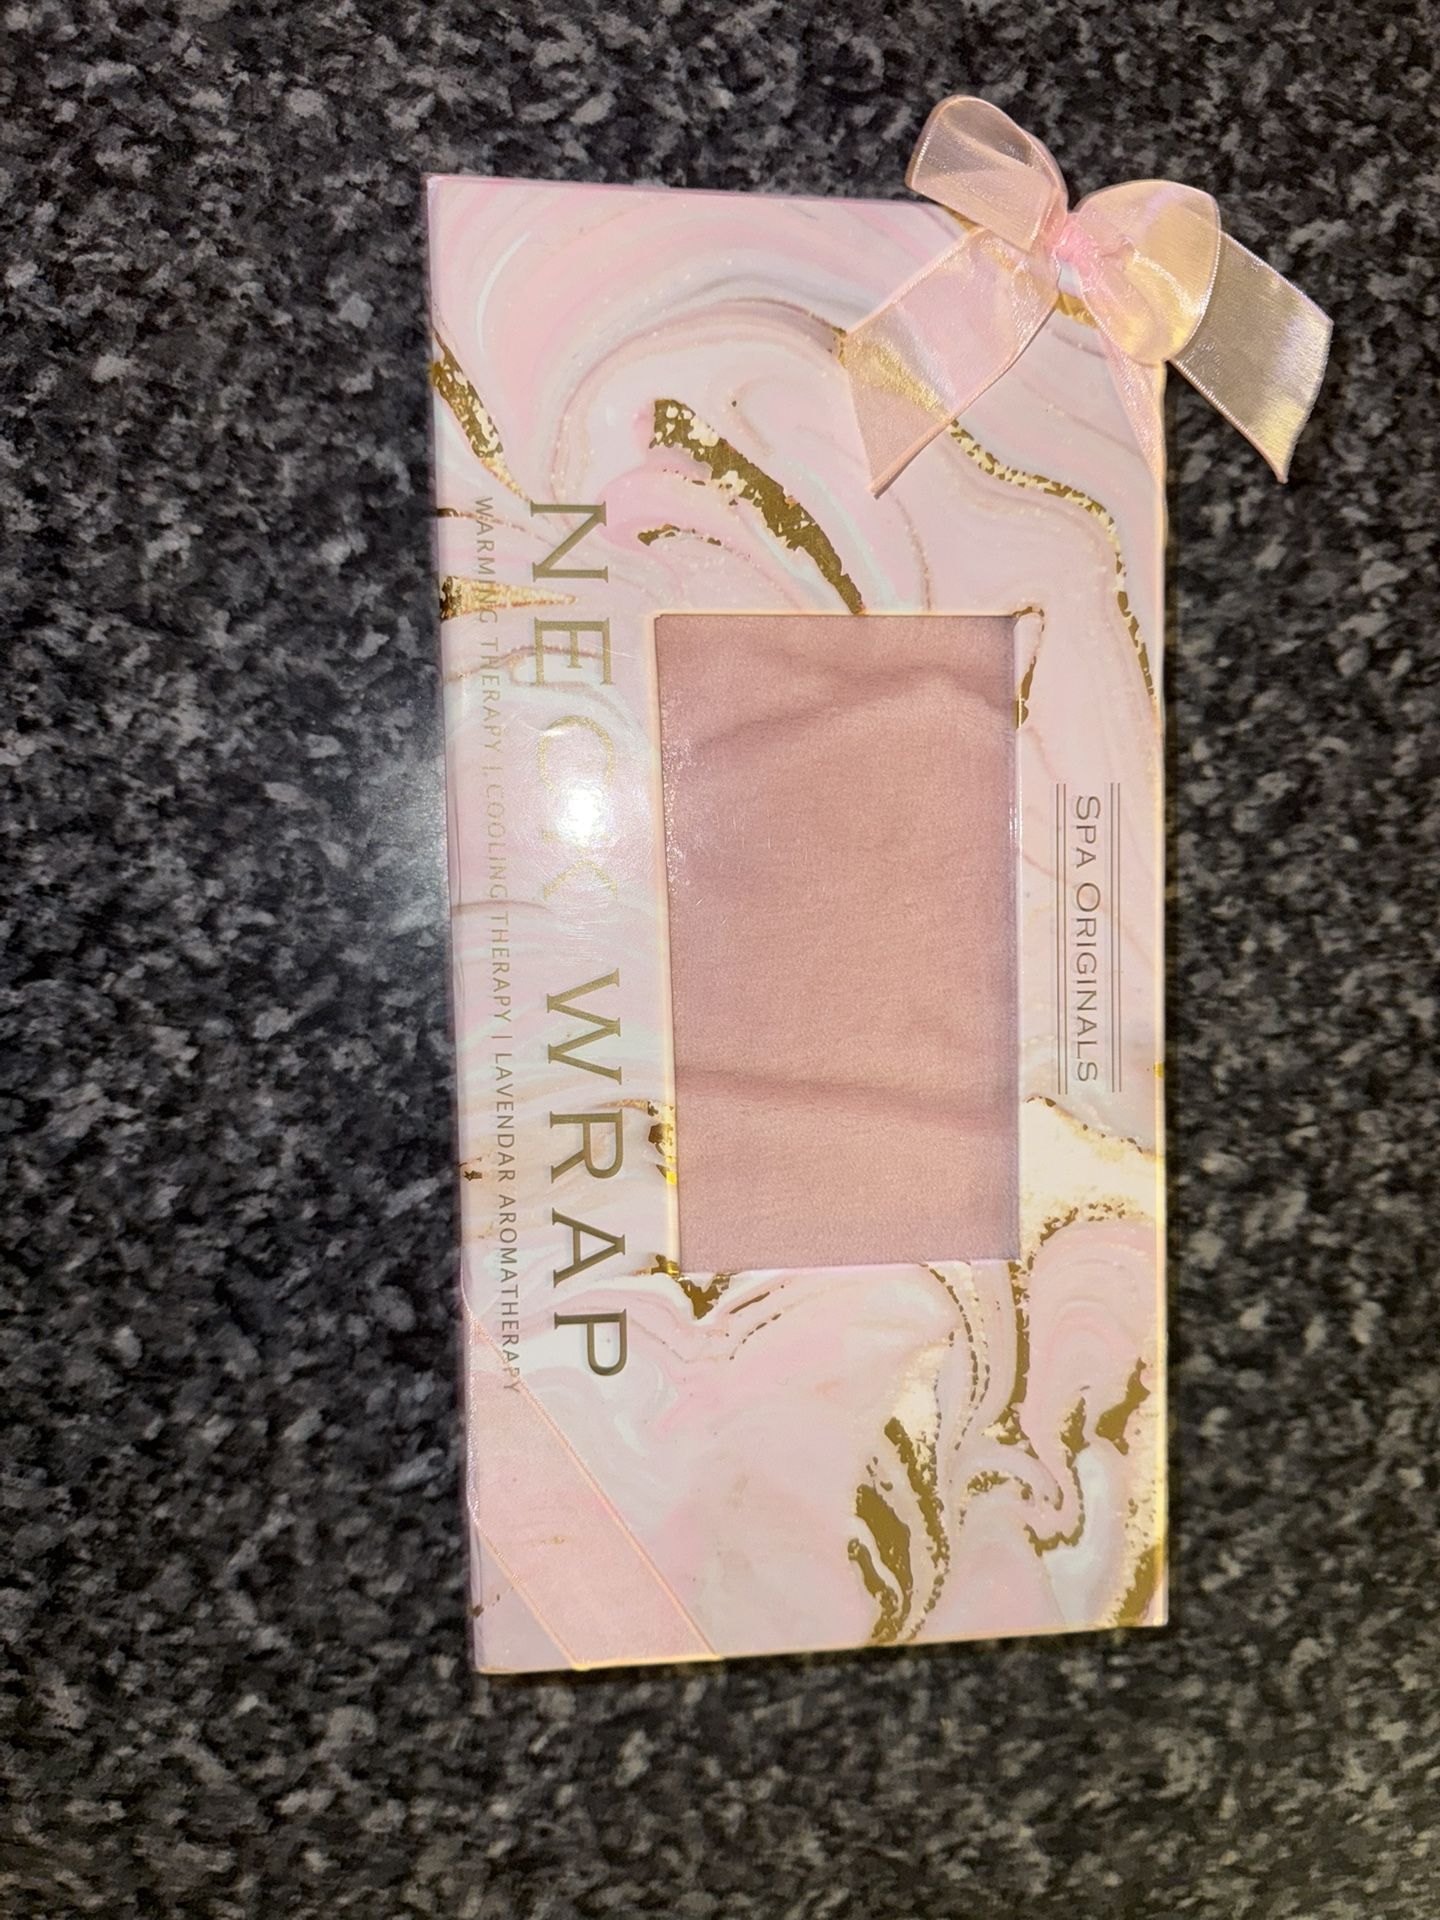 SPA ORIGINALS
NECK WRAP
WARMING THERAPY | COOLING THERAPY | LAVENDAR AROMATHERAPY